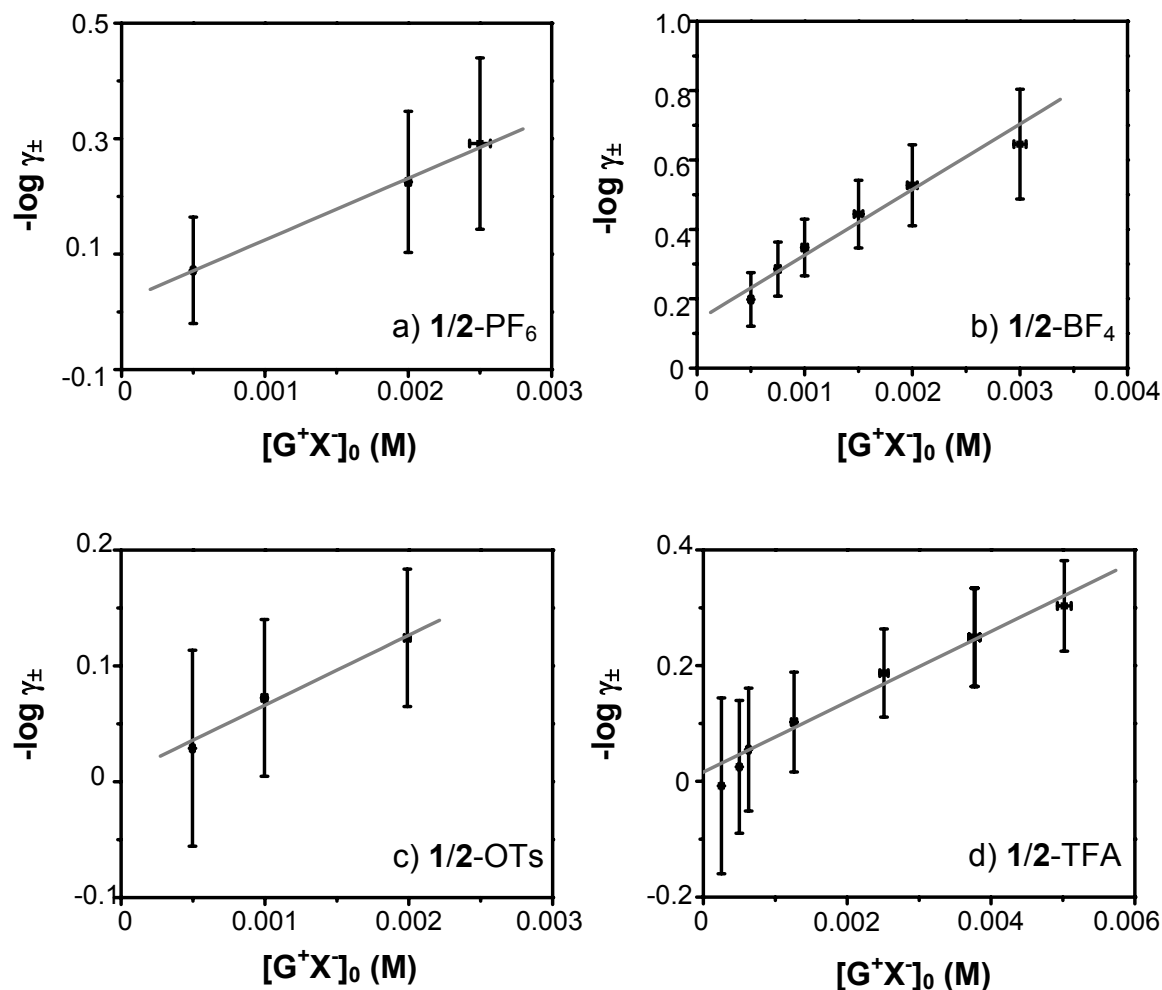 0.5
0.3
0.1
-0.1
-log γ±
0 0.001 0.002 0.003
[G⁺X⁻]₀ (M)
a) 1/2-PF₆
1.0
0.8
0.6
0.4
0.2
0
-log γ±
0 0.001 0.002 0.003 0.004
[G⁺X⁻]₀ (M)
b) 1/2-BF₄
0.2
0.1
0
-0.1
-log γ±
0 0.001 0.002 0.003
[G⁺X⁻]₀ (M)
c) 1/2-OTs
0.4
0.2
0
-0.2
-log γ±
0 0.002 0.004 0.006
[G⁺X⁻]₀ (M)
d) 1/2-TFA